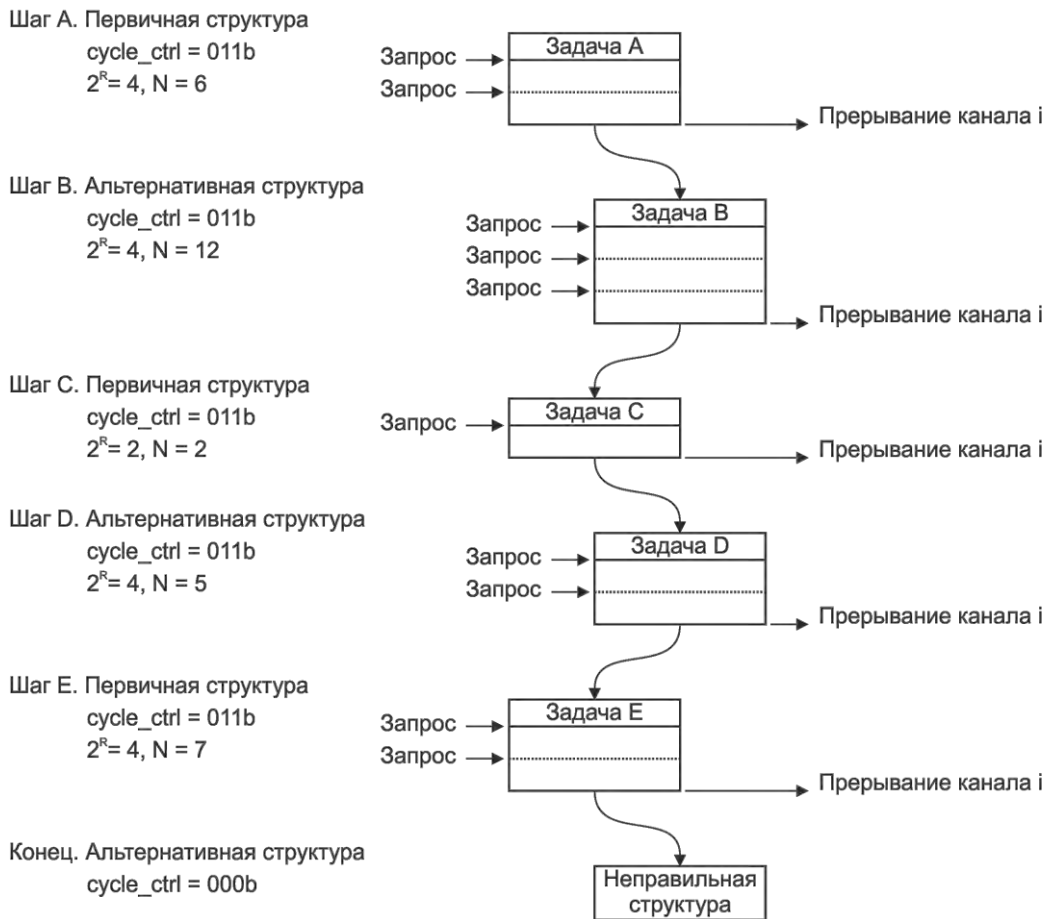 Шаг A. Первичная структура
cycle_ctrl = 011b
2ᴿ= 4, N = 6
Запрос
Запрос
Задача A
Прерывание канала i
Шаг B. Альтернативная структура
cycle_ctrl = 011b
2ᴿ= 4, N = 12
Запрос
Запрос
Запрос
Задача B
Прерывание канала i
Шаг C. Первичная структура
cycle_ctrl = 011b
2ᴿ= 2, N = 2
Запрос
Задача C
Прерывание канала i
Шаг D. Альтернативная структура
cycle_ctrl = 011b
2ᴿ= 4, N = 5
Запрос
Запрос
Задача D
Прерывание канала i
Шаг E. Первичная структура
cycle_ctrl = 011b
2ᴿ= 4, N = 7
Запрос
Запрос
Задача E
Прерывание канала i
Конец. Альтернативная структура
cycle_ctrl = 000b
Неправильная
структура